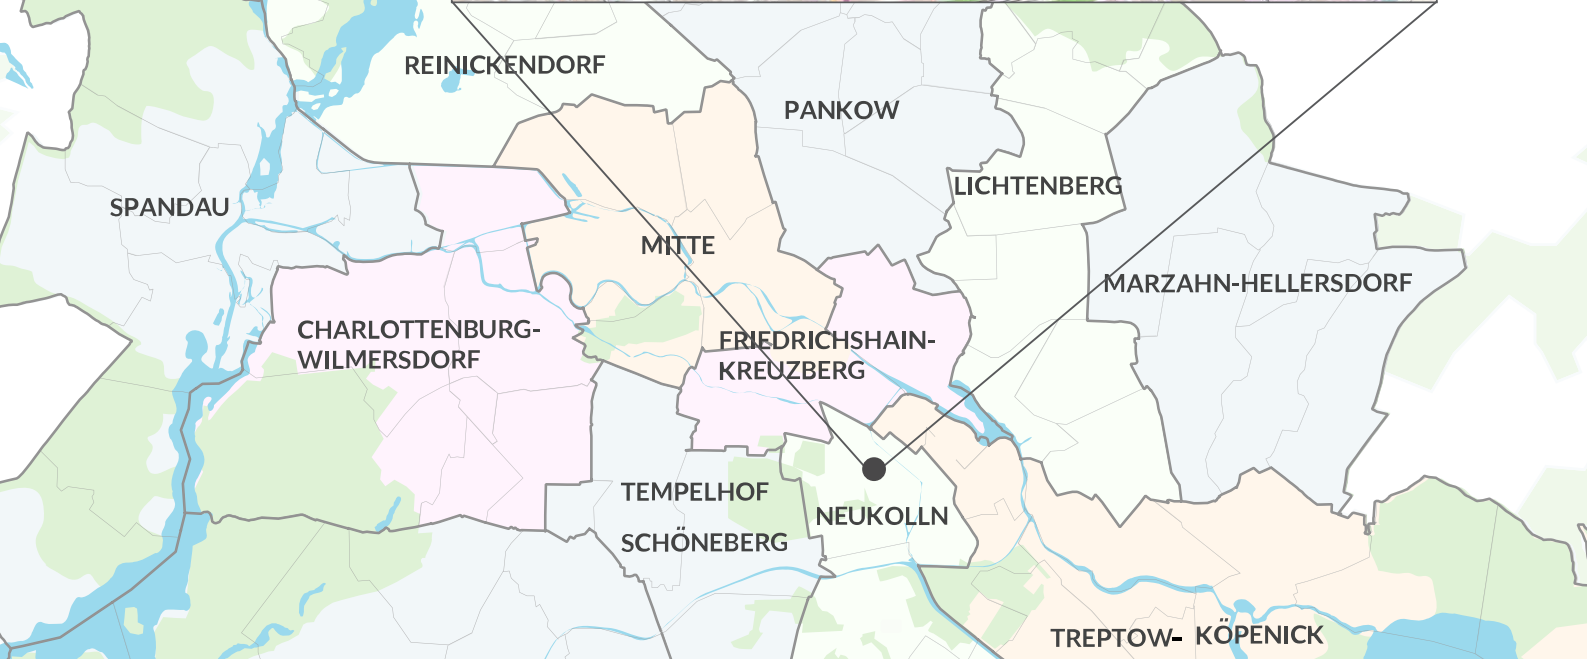 REINICKENDORF
PANKOW
LICHTENBERG
SPANDAU
MITTE
MARZAHN-HELLERSDORF
CHARLOTTENBURG-
WILMERSDORF
FRIEDRICHSHAIN-
KREUZBERG
TEMPELHOF
SCHÖNEBERG
NEUKOLLN
TREPTOW- KÖPENICK